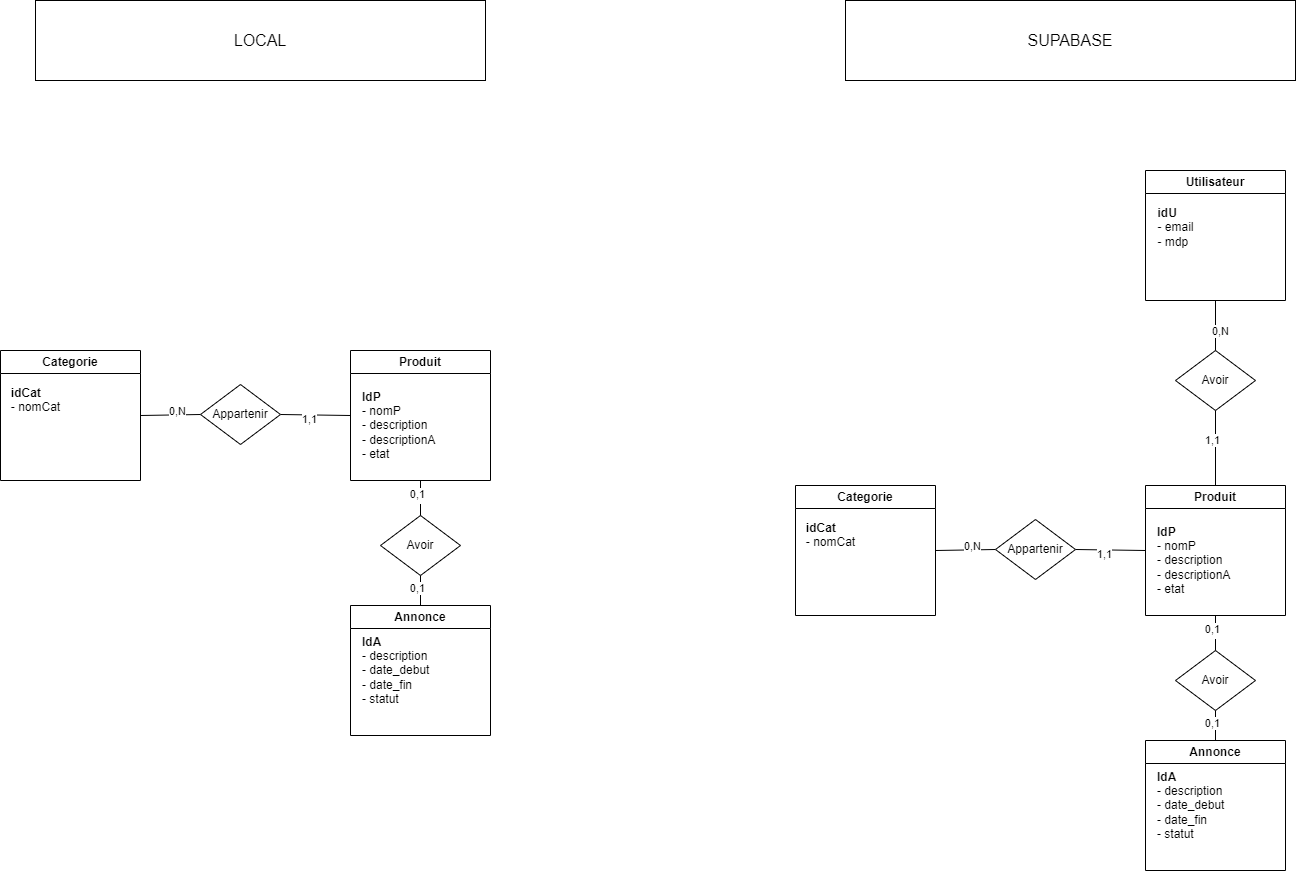 LOCAL
SUPABASE
Utilisateur
idU
- email
- mdp
0,N
Avoir
1,1
Categorie
idCat
- nomCat
0,N
Appartenir
1,1
Produit
IdP
- nomP
- description
- descriptionA
- etat
0,1
Avoir
0,1
Annonce
IdA
- description
- date_debut
- date_fin
- statut
Categorie
idCat
- nomCat
0,N
Appartenir
1,1
Produit
IdP
- nomP
- description
- descriptionA
- etat
0,1
Avoir
0,1
Annonce
IdA
- description
- date_debut
- date_fin
- statut